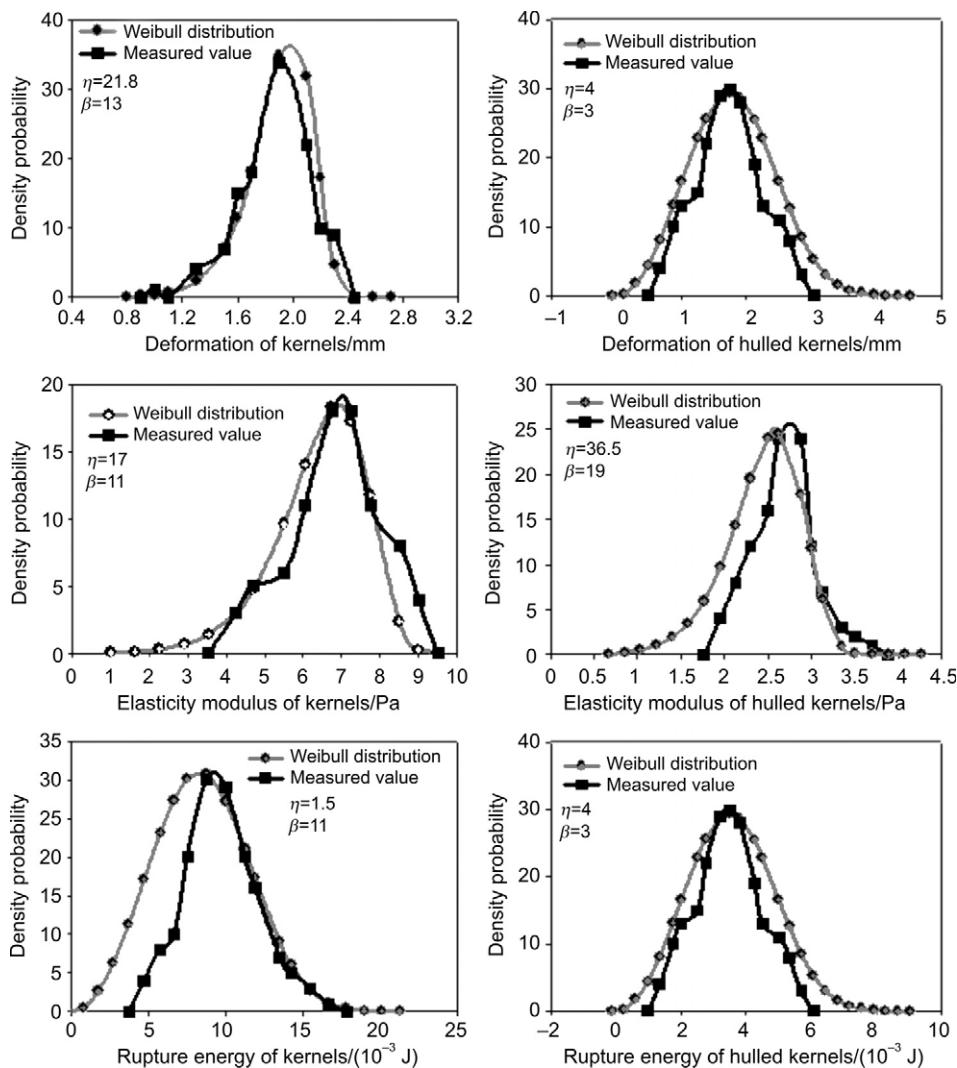 40
30
20
10
0
Density probability
Weibull distribution
Measured value
η=21.8
β=13
0.4 0.8 1.2 1.6 2.0 2.4 2.8 3.2
Deformation of kernels/mm
40
30
20
10
0
Density probability
Weibull distribution
Measured value
η=4
β=3
−1 0 1 2 3 4 5
Deformation of hulled kernels/mm
20
15
10
5
0
Density probability
Weibull distribution
Measured value
η=17
β=11
0 1 2 3 4 5 6 7 8 9 10
Elasticity modulus of kernels/Pa
30
25
20
15
10
5
0
Density probability
Weibull distribution
Measured value
η=36.5
β=19
0 0.5 1 1.5 2 2.5 3 3.5 4 4.5
Elasticity modulus of hulled kernels/Pa
35
30
25
20
15
10
5
0
Density probability
Weibull distribution
Measured value
η=1.5
β=11
0 5 10 15 20 25
Rupture energy of kernels/(10⁻³ J)
40
30
20
10
0
Density probability
Weibull distribution
Measured value
η=4
β=3
−2 0 2 4 6 8 10
Rupture energy of hulled kernels/(10⁻³ J)